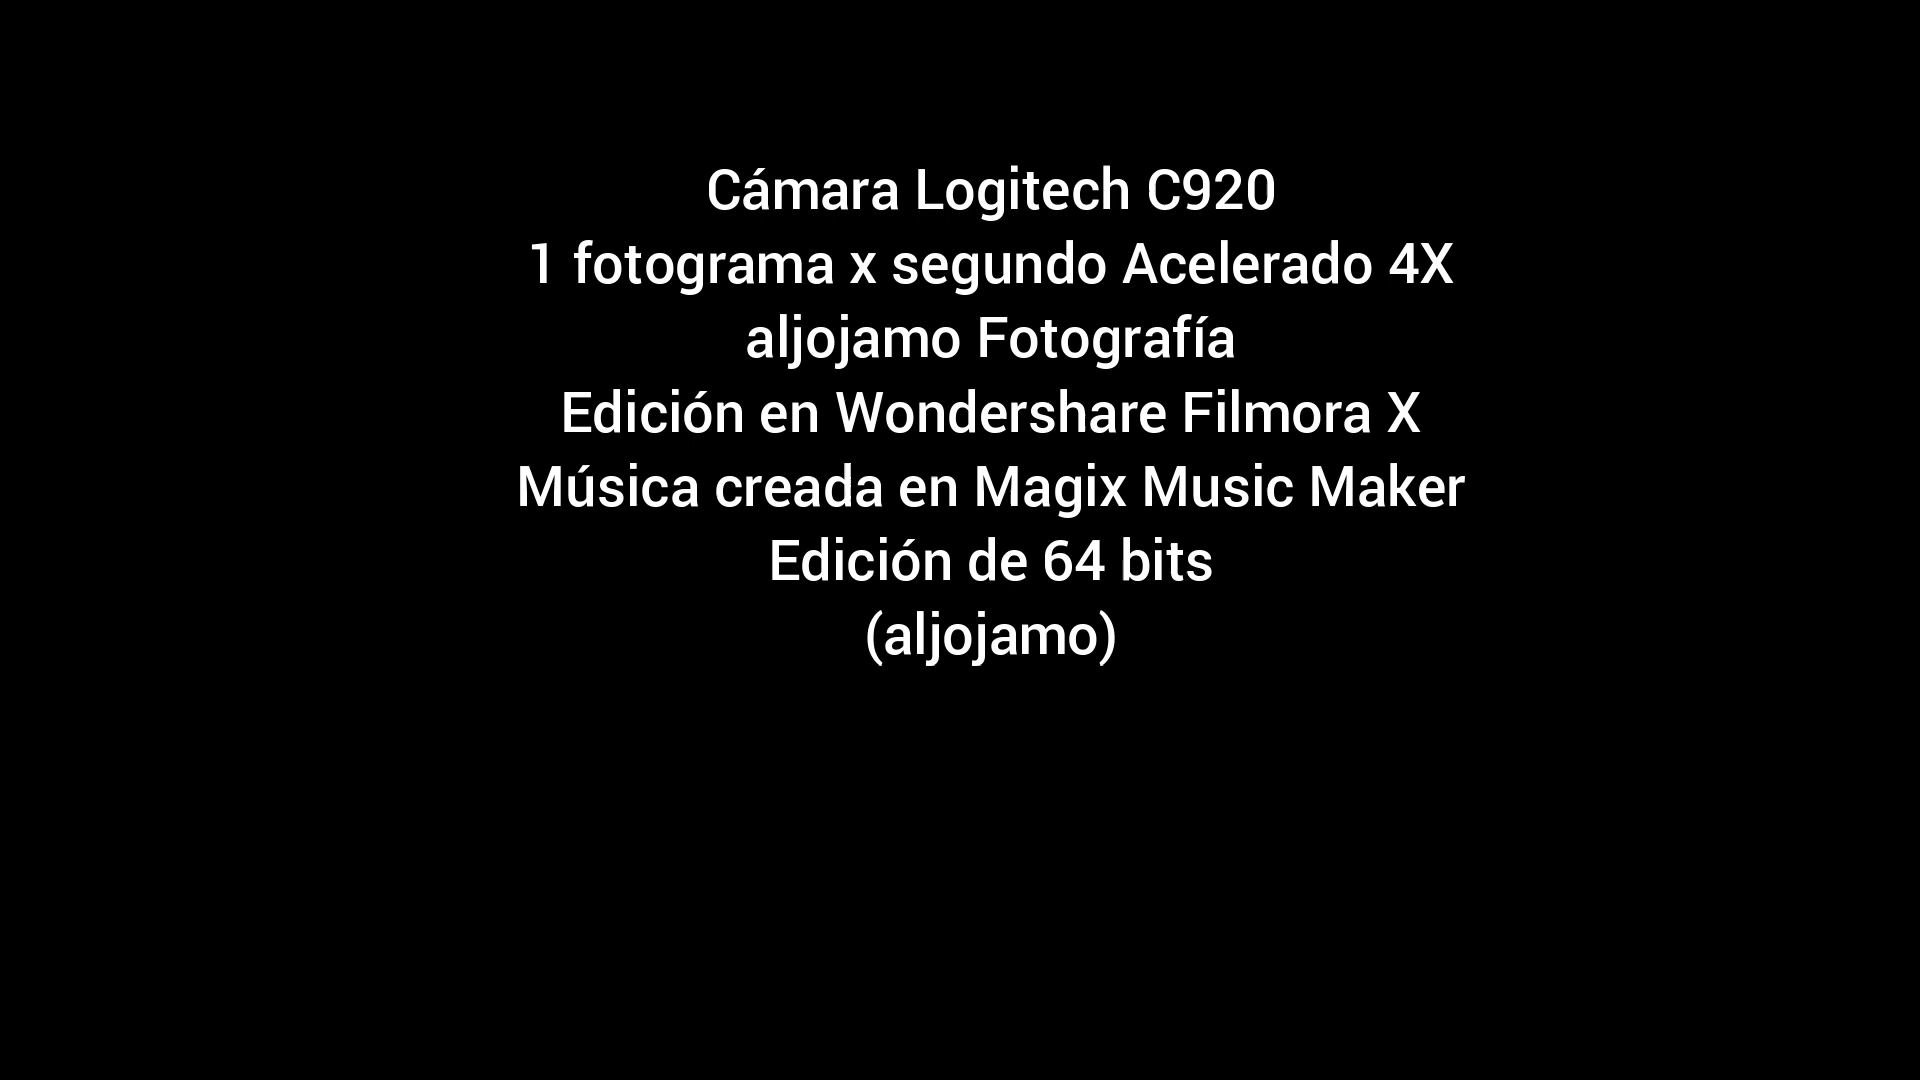 Cámara Logitech C920
1 fotograma x segundo Acelerado 4X
aljojamo Fotografía
Edición en Wondershare Filmora X
Música creada en Magix Music Maker
Edición de 64 bits
(aljojamo)